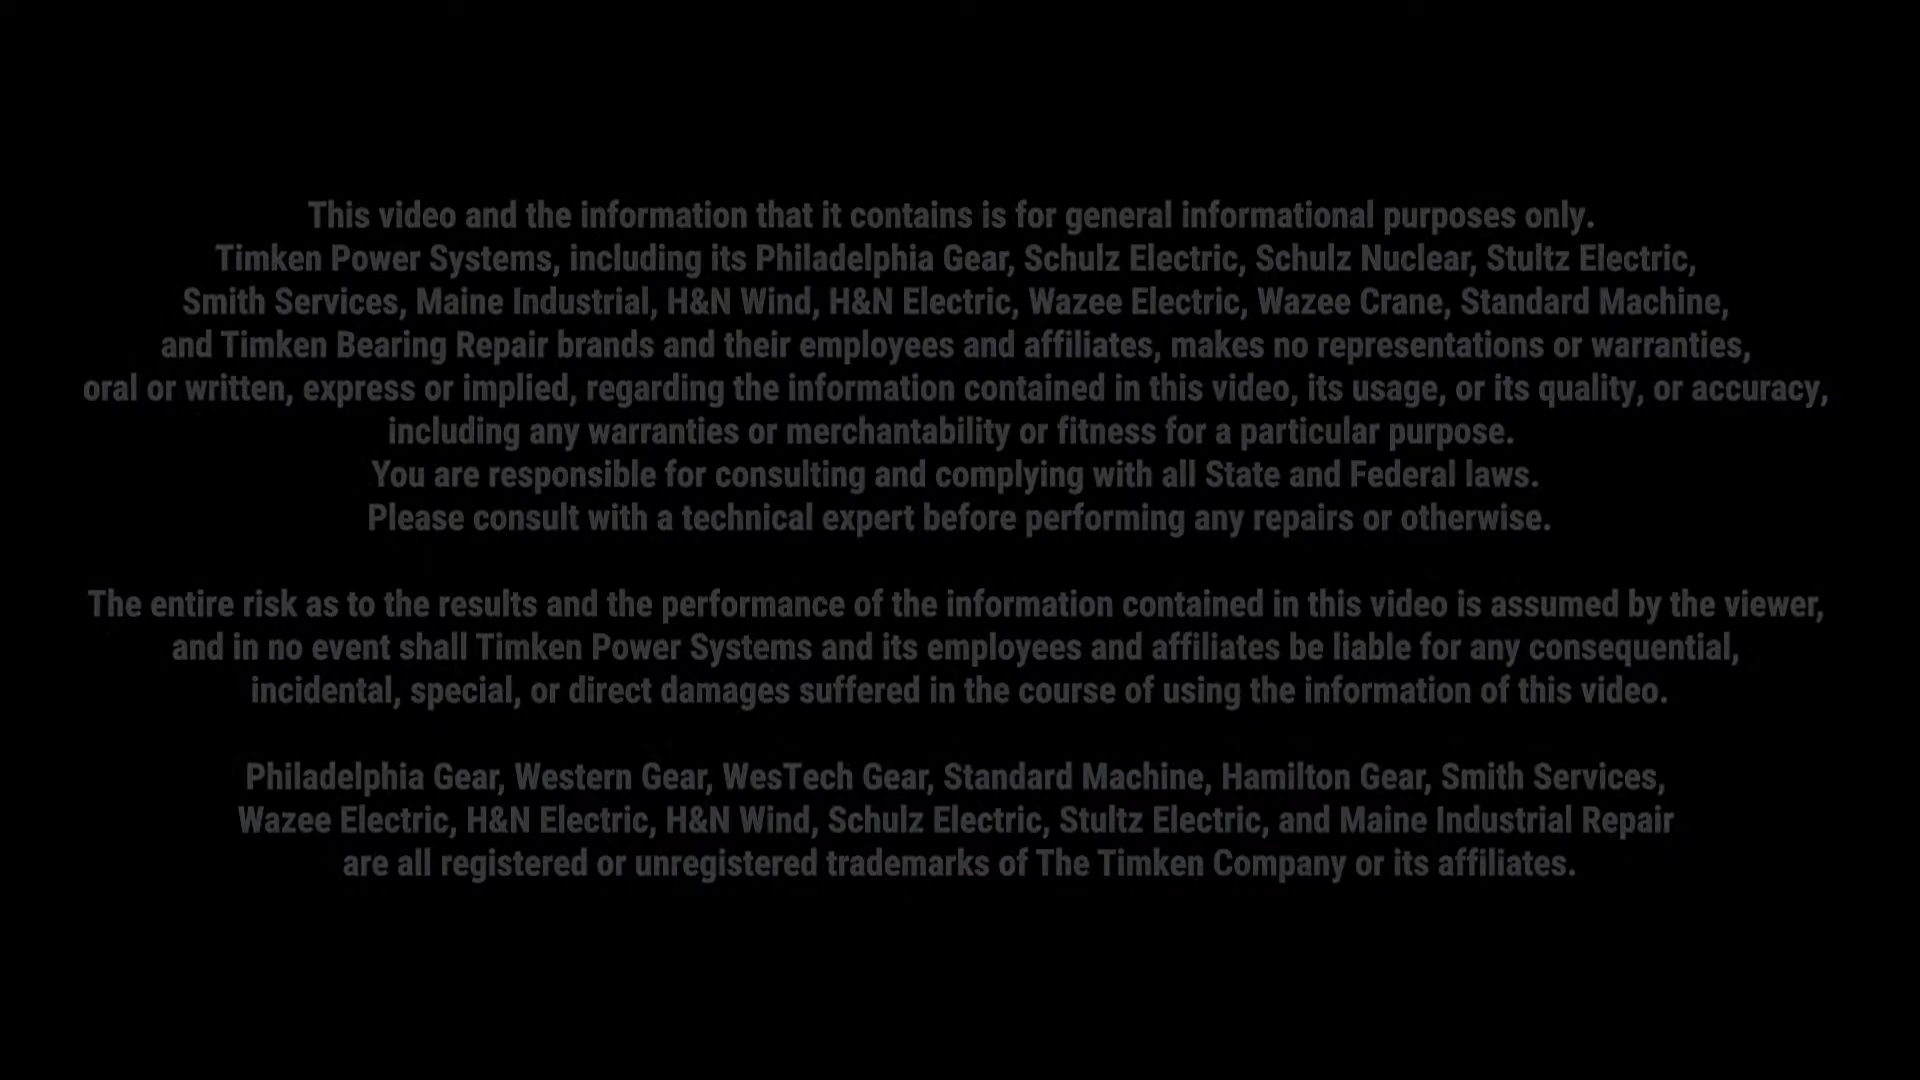 This video and the information that it contains is for general informational purposes only.
Timken Power Systems, including its Philadelphia Gear, Schulz Electric, Schulz Nuclear, Stultz Electric,
Smith Services, Maine Industrial, H&N Wind, H&N Electric, Wazee Electric, Wazee Crane, Standard Machine,
and Timken Bearing Repair brands and their employees and affiliates, makes no representations or warranties,
oral or written, express or implied, regarding the information contained in this video, its usage, or its quality, or accuracy,
including any warranties or merchantability or fitness for a particular purpose.
You are responsible for consulting and complying with all State and Federal laws.
Please consult with a technical expert before performing any repairs or otherwise.
The entire risk as to the results and the performance of the information contained in this video is assumed by the viewer,
and in no event shall Timken Power Systems and its employees and affiliates be liable for any consequential,
incidental, special, or direct damages suffered in the course of using the information of this video.
Philadelphia Gear, Western Gear, WesTech Gear, Standard Machine, Hamilton Gear, Smith Services,
Wazee Electric, H&N Electric, H&N Wind, Schulz Electric, Stultz Electric, and Maine Industrial Repair
are all registered or unregistered trademarks of The Timken Company or its affiliates.